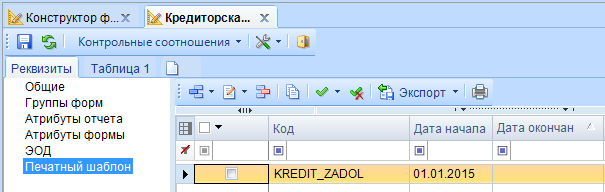 Конструктор ф... Кредиторска...
Контрольные соотношения
Реквизиты Таблица 1
Общие
Группы форм
Атрибуты отчета
Атрибуты формы
ЭОД
Печатный шаблон
Экспорт
Код Дата начала Дата окончан
KREDIT_ZADOL 01.01.2015